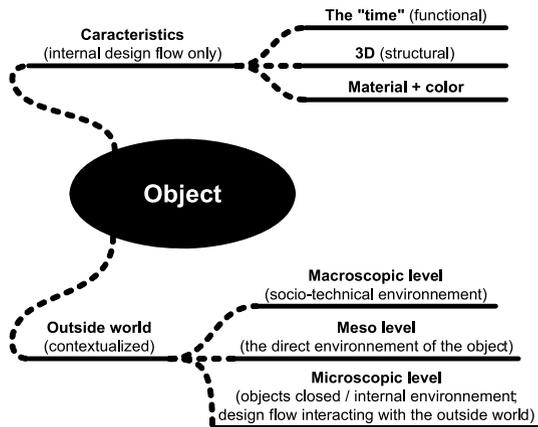 The "time" (functional)
Caracteristics
(internal design flow only)
3D (structural)
Material + color
Object
Macroscopic level
(socio-technical environnement)
Outside world
(contextualized)
Meso level
(the direct environnement of the object)
Microscopic level
(objects closed / internal environnement;
design flow interacting with the outside world)